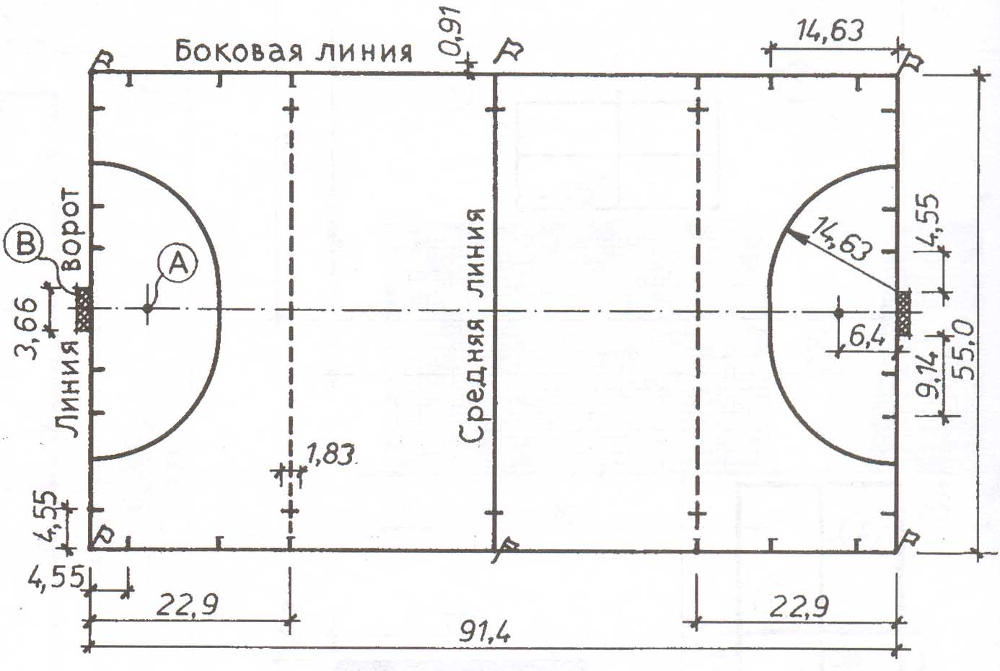 Боковая линия
0,91
14,63
Линия ворот
В
А
3,66
Средняя линия
14,63
4,55
6,4
9,14
55,0
1,83
4,55
4,55
22,9
22,9
91,4